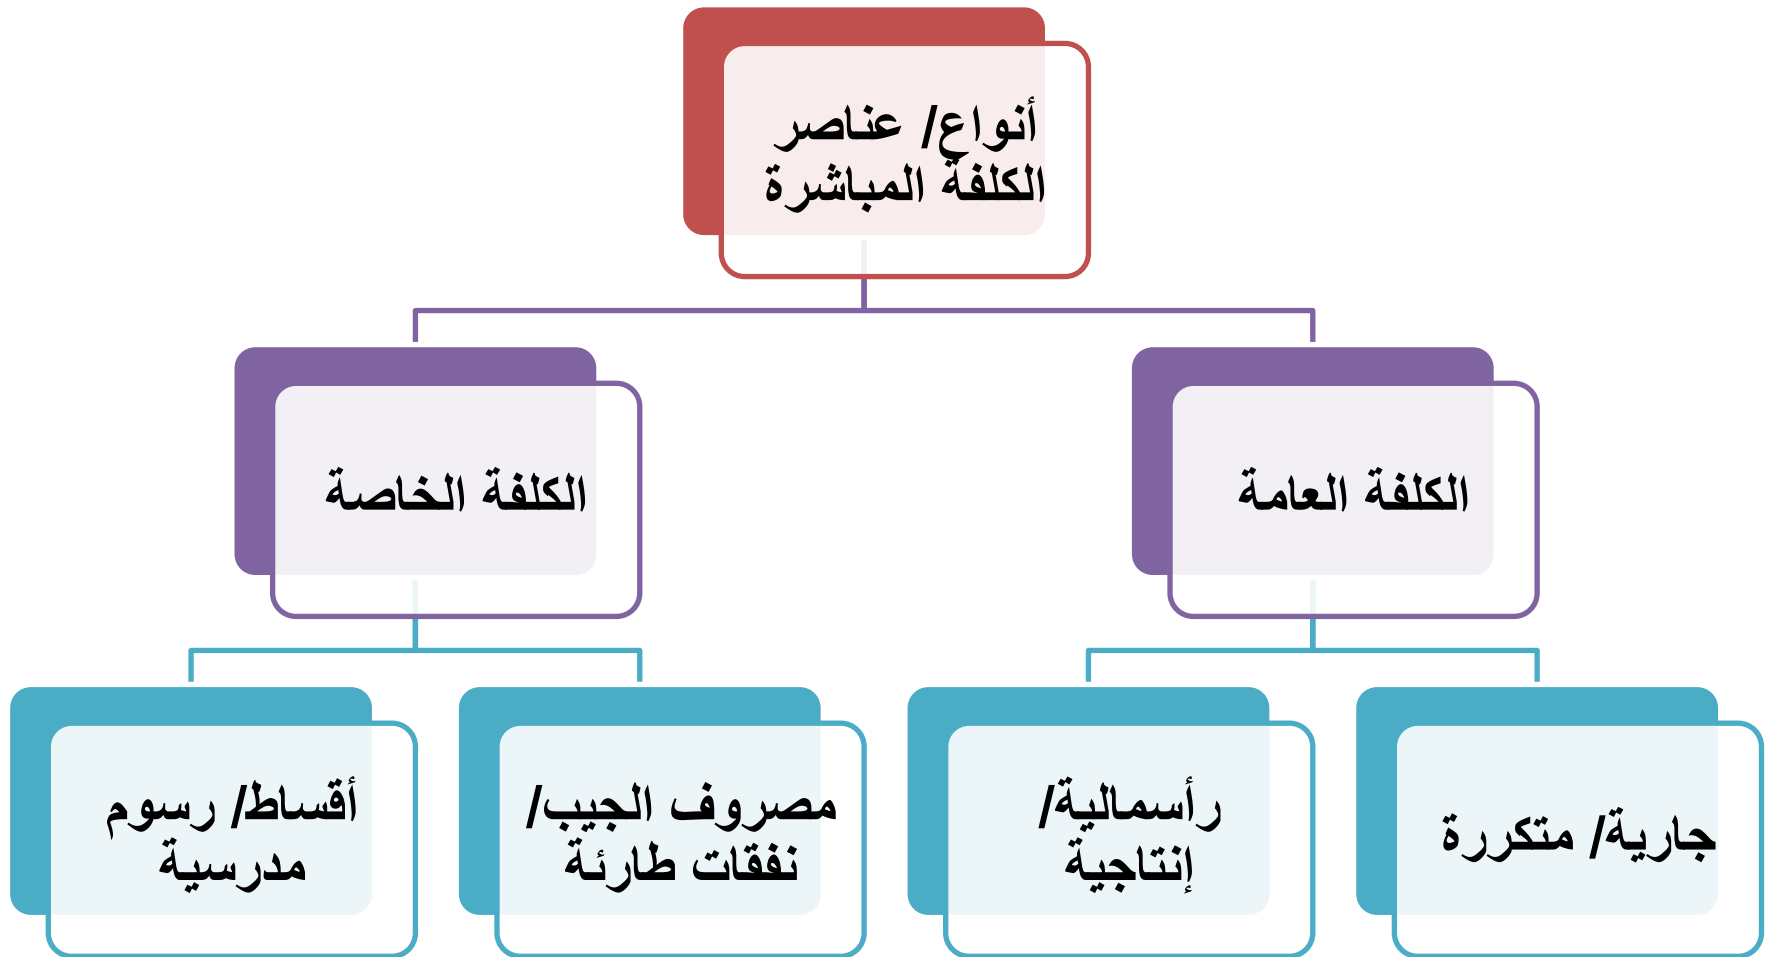 أنواع/ عناصر
الكلفة المباشرة
الكلفة العامة
الكلفة الخاصة
جارية/ متكررة
رأسمالية/
إنتاجية
مصروف الجيب/
نفقات طارئة
أقساط/ رسوم
مدرسية